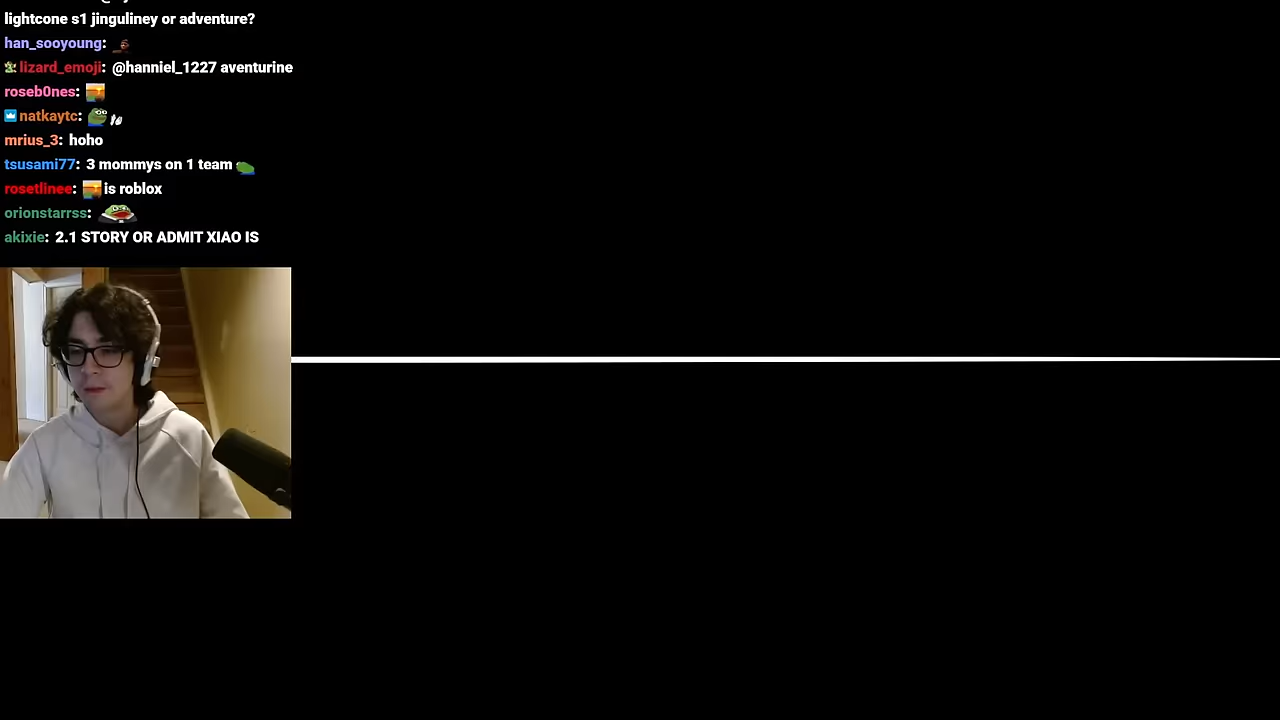 lightcone s1 jinguliney or adventure?
han_sooyoung:
lizard_emoji: @hanniel_1227 aventurine
roseb0nes:
natkaytc:
mrius_3: hoho
tsusami77: 3 mommys on 1 team
rosetlinee: is roblox
orionstarrss:
akixie: 2.1 STORY OR ADMIT XIAO IS